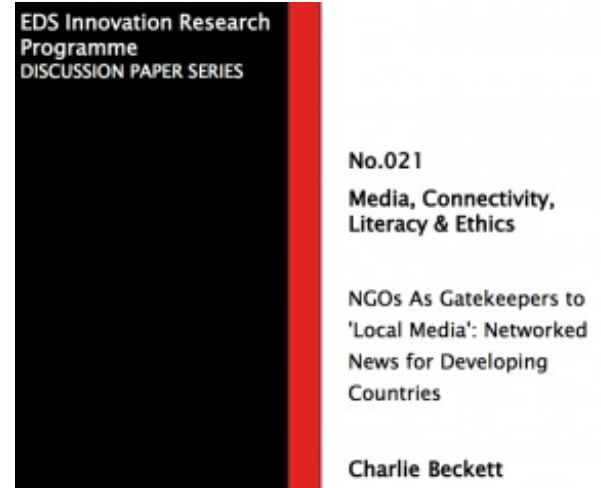 EDS Innovation Research
Programme
DISCUSSION PAPER SERIES
No.021
Media, Connectivity,
Literacy & Ethics
NGOs As Gatekeepers to
'Local Media': Networked
News for Developing
Countries
Charlie Beckett